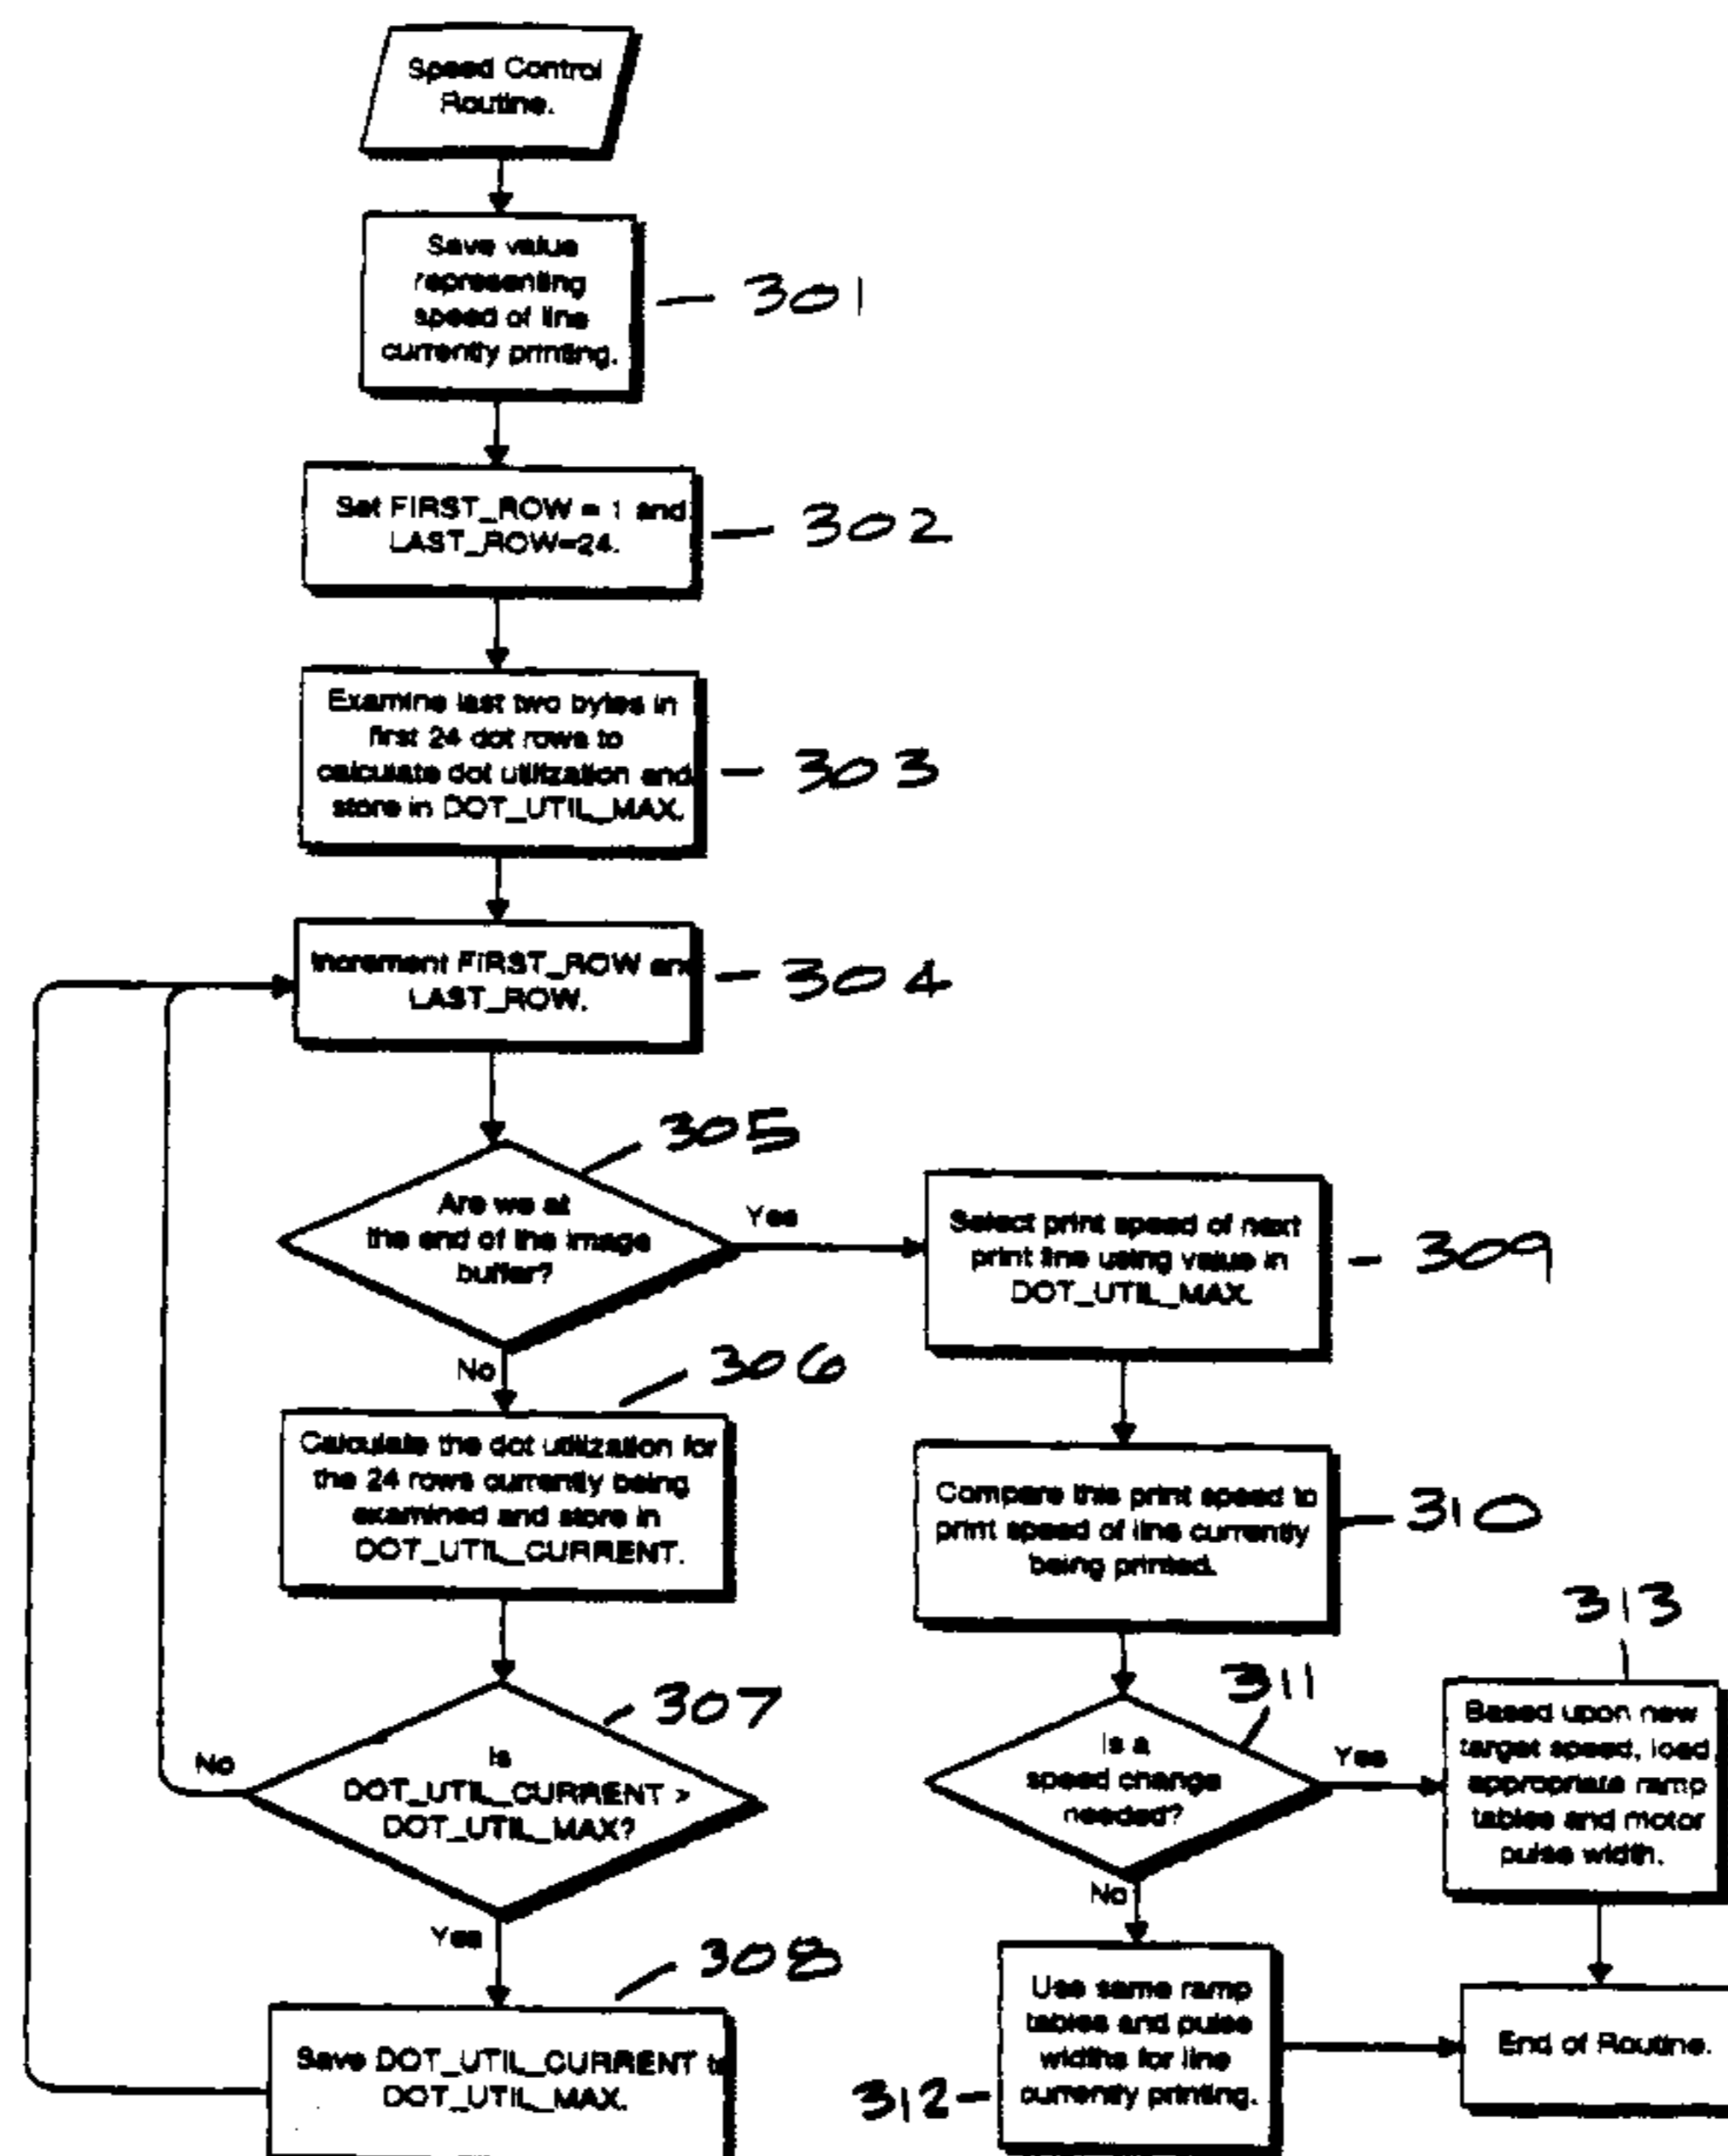 Speed Control
Routine.
Save value
representing
speed of line
currently printing.
301
Set FIRST_ROW = 1 and
LAST_ROW=24.
302
Examine last two bytes in
first 24 dot rows to
calculate dot utilization and
store in DOT_UTIL_MAX.
303
Increment FIRST_ROW and
LAST_ROW.
304
305
Are we at
the end of the image
buffer?
Yes
No
306
Calculate the dot utilization for
the 24 rows currently being
examined and store in
DOT_UTIL_CURRENT.
307
Is
DOT_UTIL_CURRENT >
DOT_UTIL_MAX?
No
Yes
308
Save DOT_UTIL_CURRENT to
DOT_UTIL_MAX.
Select print speed of next
print line using value in
DOT_UTIL_MAX.
309
Compare this print speed to
print speed of line currently
being printed.
310
311
Is a
speed change
needed?
Yes
No
313
Based upon new
target speed, load
appropriate ramp
tables and motor
pulse width.
Use same ramp
tables and pulse
widths for line
currently printing.
312
End of Routine.